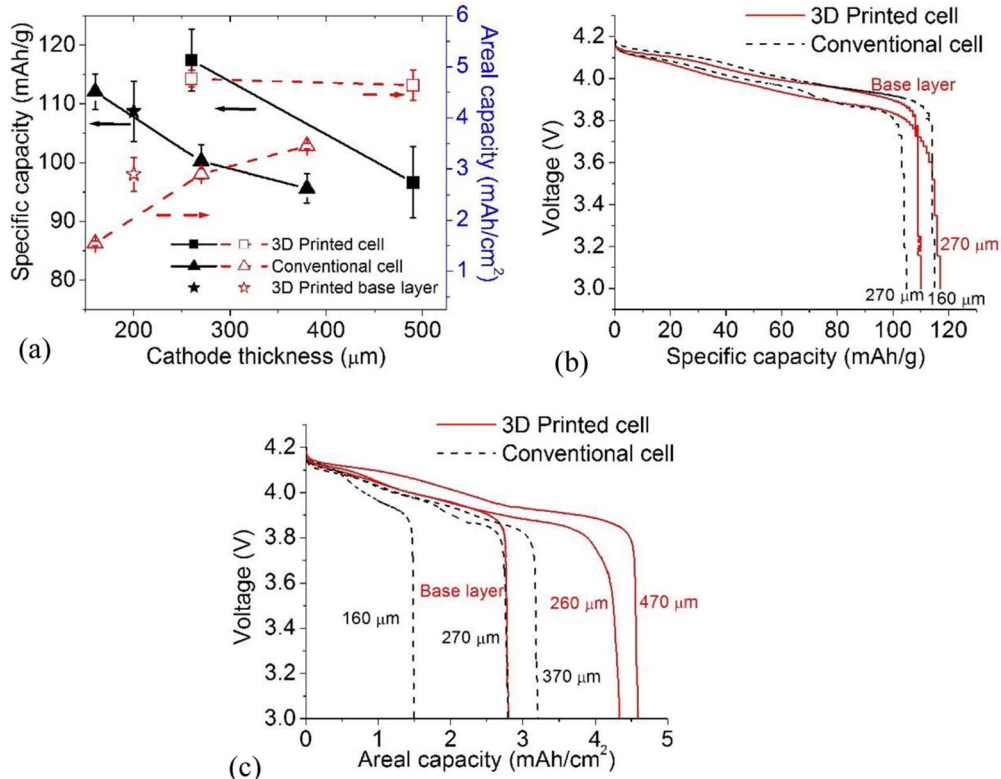 120
110
100
90
80
Specific capacity (mAh/g)
6
5
4
3
2
1
Areal capacity (mAh/cm²)
3D Printed cell
Conventional cell
3D Printed base layer
200 300 400 500
Cathode thickness (μm)
(a)
3D Printed cell
Conventional cell
4.2
3.9
3.6
3.3
3.0
Voltage (V)
Base layer
270 μm
270 μm
160 μm
0 20 40 60 80 100 120
Specific capacity (mAh/g)
(b)
3D Printed cell
Conventional cell
4.2
4.0
3.8
3.6
3.4
3.2
3.0
Voltage (V)
Base layer
160 μm
270 μm
370 μm
260 μm
470 μm
0 1 2 3 4 5
Areal capacity (mAh/cm²)
(c)